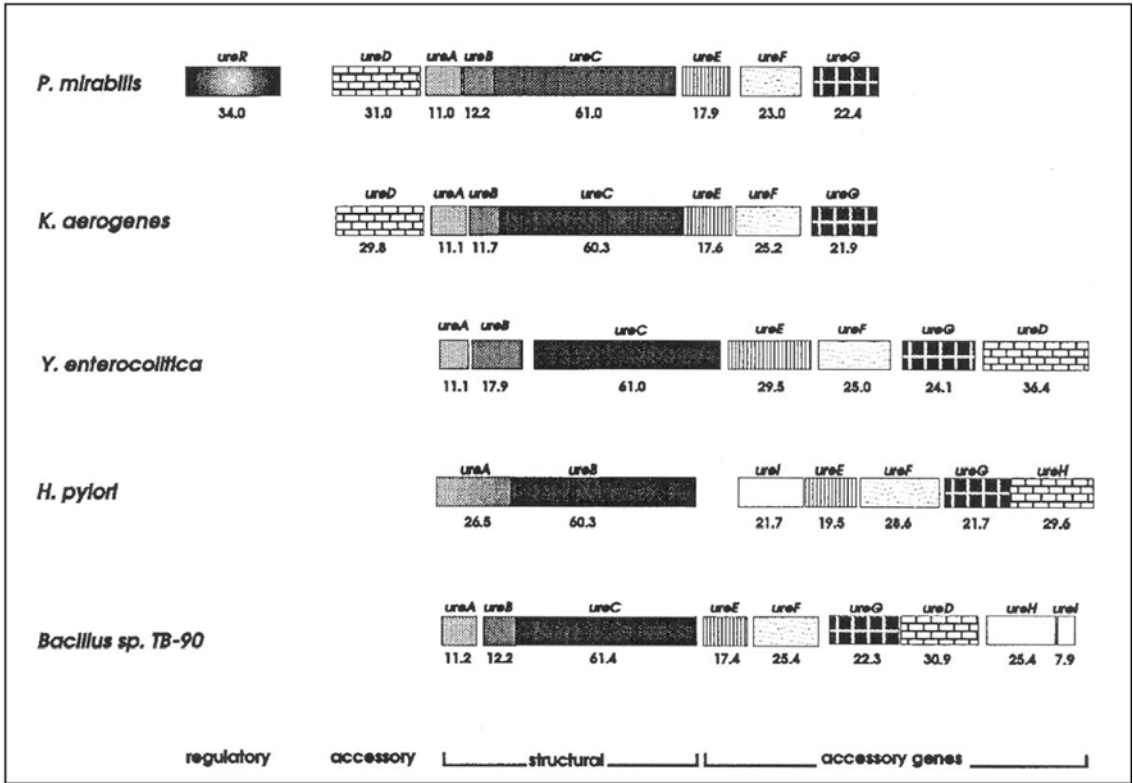 ureR ureD ureA ureB ureC ureE ureF ureG
P. mirabilis
34.0 31.0 11.0 12.2 61.0 17.9 23.0 22.4
ureD ureA ureB ureC ureE ureF ureG
K. aerogenes
29.8 11.1 11.7 60.3 17.6 25.2 21.9
ureA ureB ureC ureE ureF ureG ureD
Y. enterocolitica
11.1 17.9 61.0 29.5 25.0 24.1 36.4
ureA ureB ureI ureE ureF ureG ureH
H. pylori
26.5 60.3 21.7 19.5 28.6 21.7 29.6
ureA ureB ureC ureE ureF ureG ureD ureH ureI
Bacillus sp. TB-90
11.2 12.2 61.4 17.4 25.4 22.3 30.9 25.4 7.9
regulatory accessory structural accessory genes